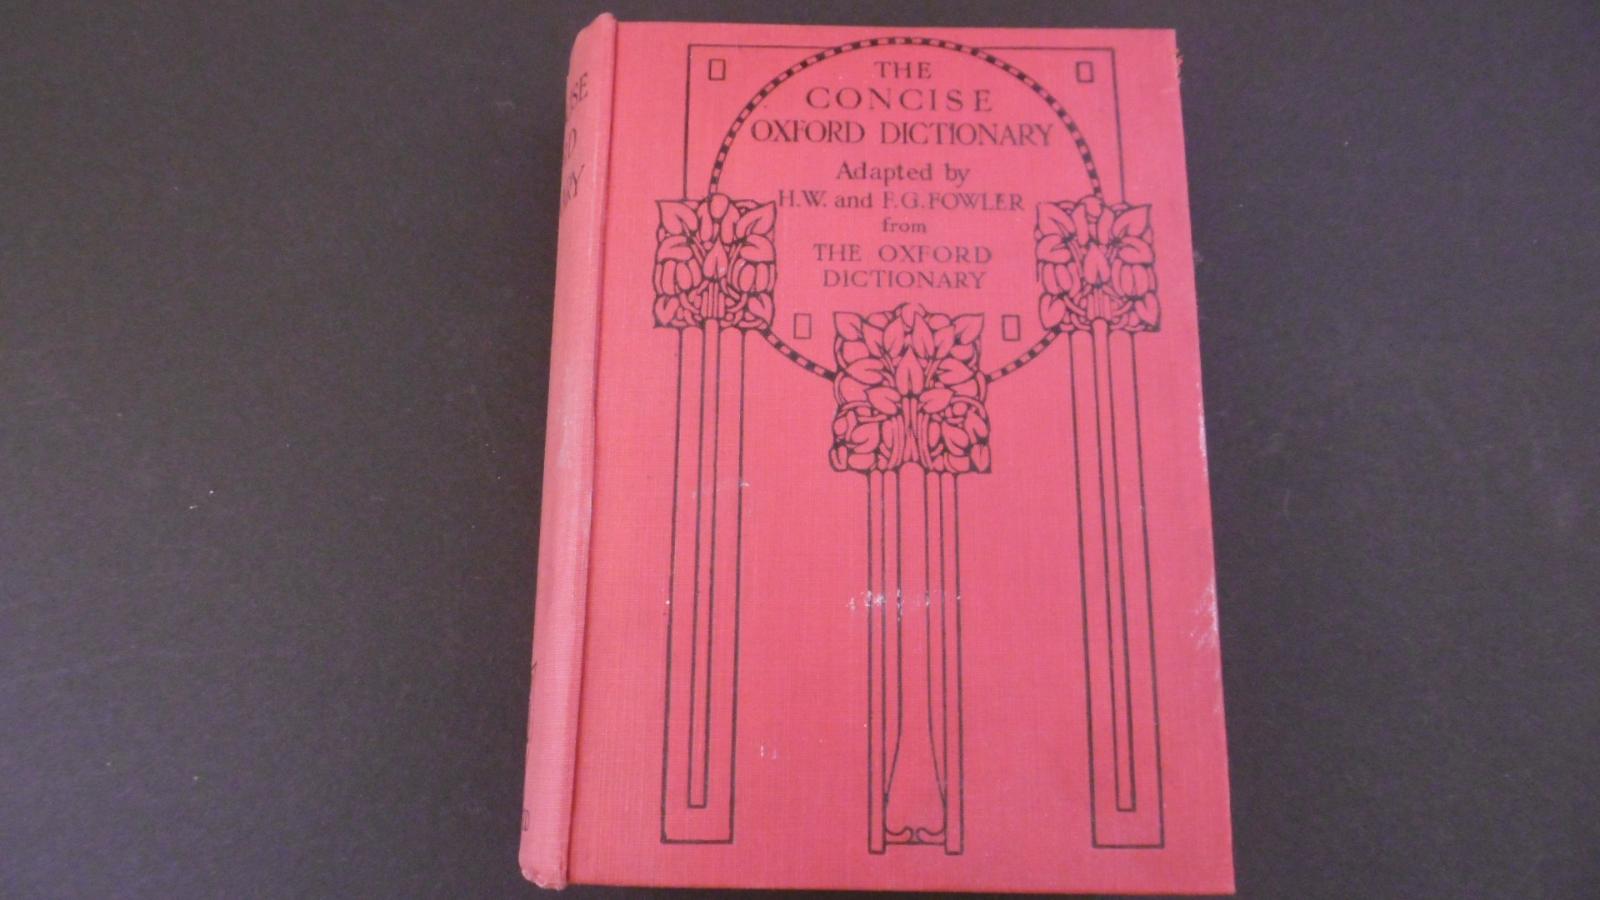 THE
CONCISE
OXFORD DICTIONARY
Adapted by
H.W. and F.G. FOWLER
from
THE OXFORD
DICTIONARY